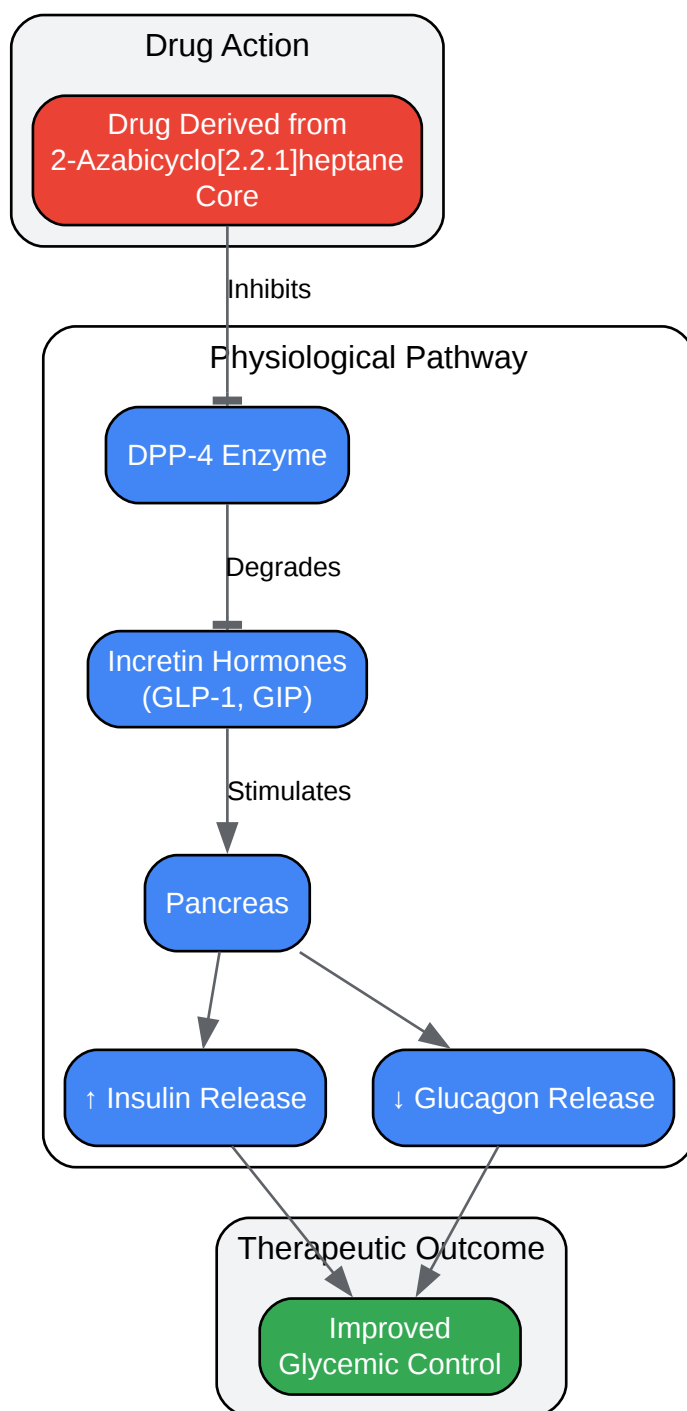 Drug Action
Drug Derived from
2-Azabicyclo[2.2.1]heptane
Core
Inhibits
Physiological Pathway
DPP-4 Enzyme
Degrades
Incretin Hormones
(GLP-1, GIP)
Stimulates
Pancreas
↑ Insulin Release
↓ Glucagon Release
Therapeutic Outcome
Improved
Glycemic Control